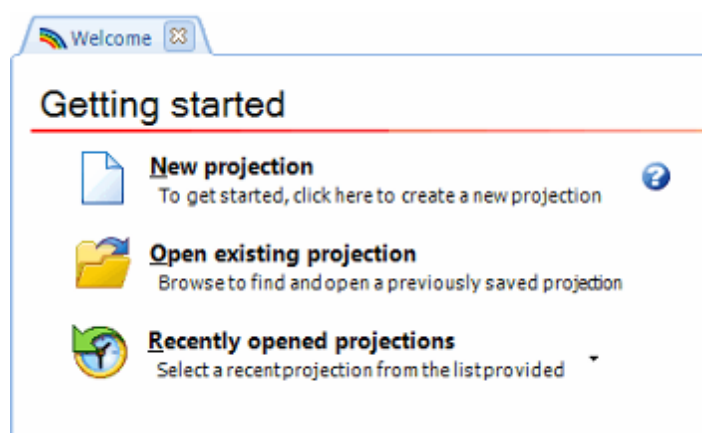 Welcome
Getting started
New projection
To get started, click here to create a new projection
Open existing projection
Browse to find and open a previously saved projection
Recently opened projections
Select a recent projection from the list provided